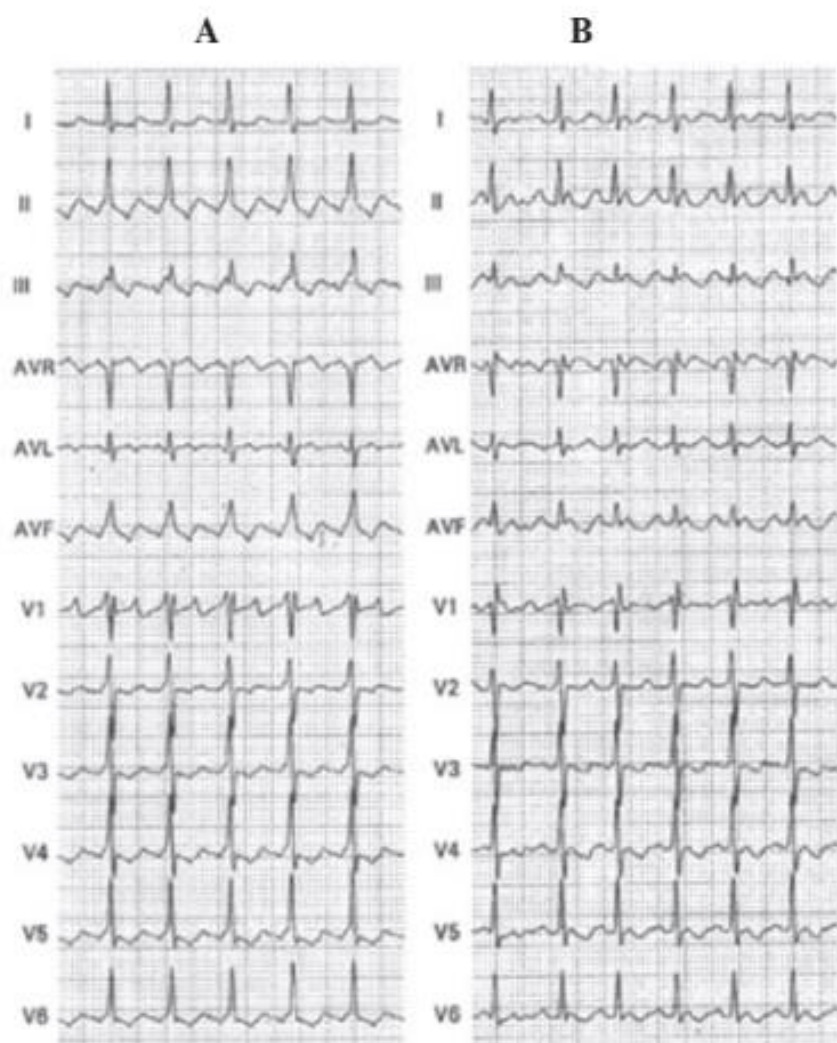 A B
I I
II II
III III
AVR AVR
AVL AVL
AVF AVF
V1 V1
V2 V2
V3 V3
V4 V4
V5 V5
V6 V6